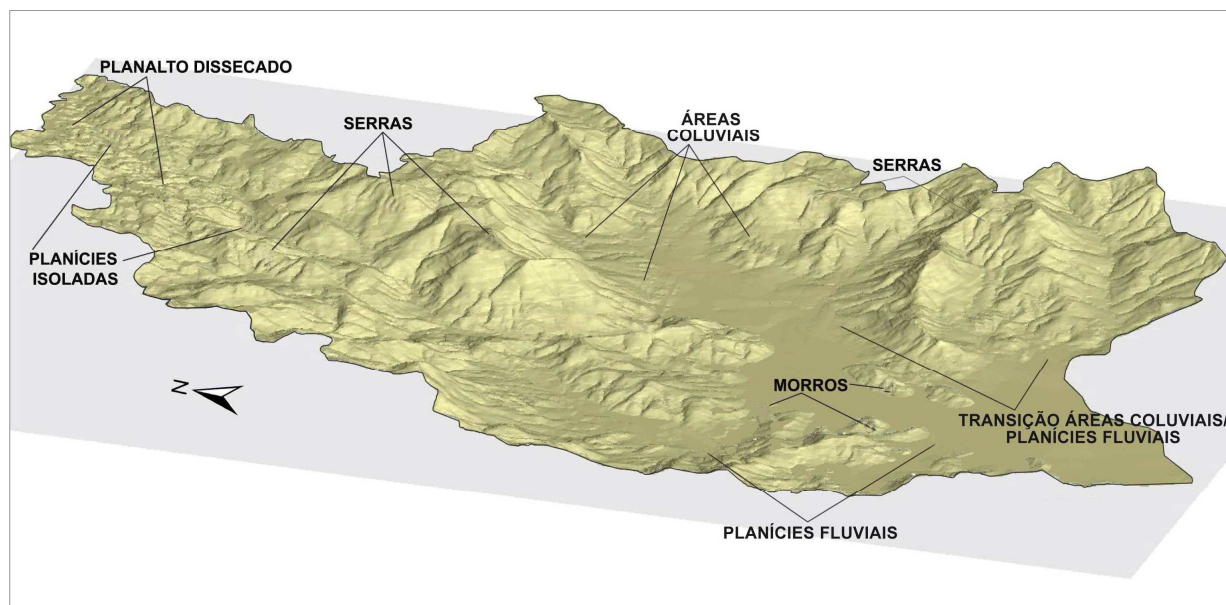 PLANALTO DISSECADO
SERRAS
ÁREAS
COLUVIAIS
SERRAS
PLANÍCIES
ISOLADAS
N
MORROS
TRANSIÇÃO ÁREAS COLUVIAIS/
PLANÍCIES FLUVIAIS
PLANÍCIES FLUVIAIS